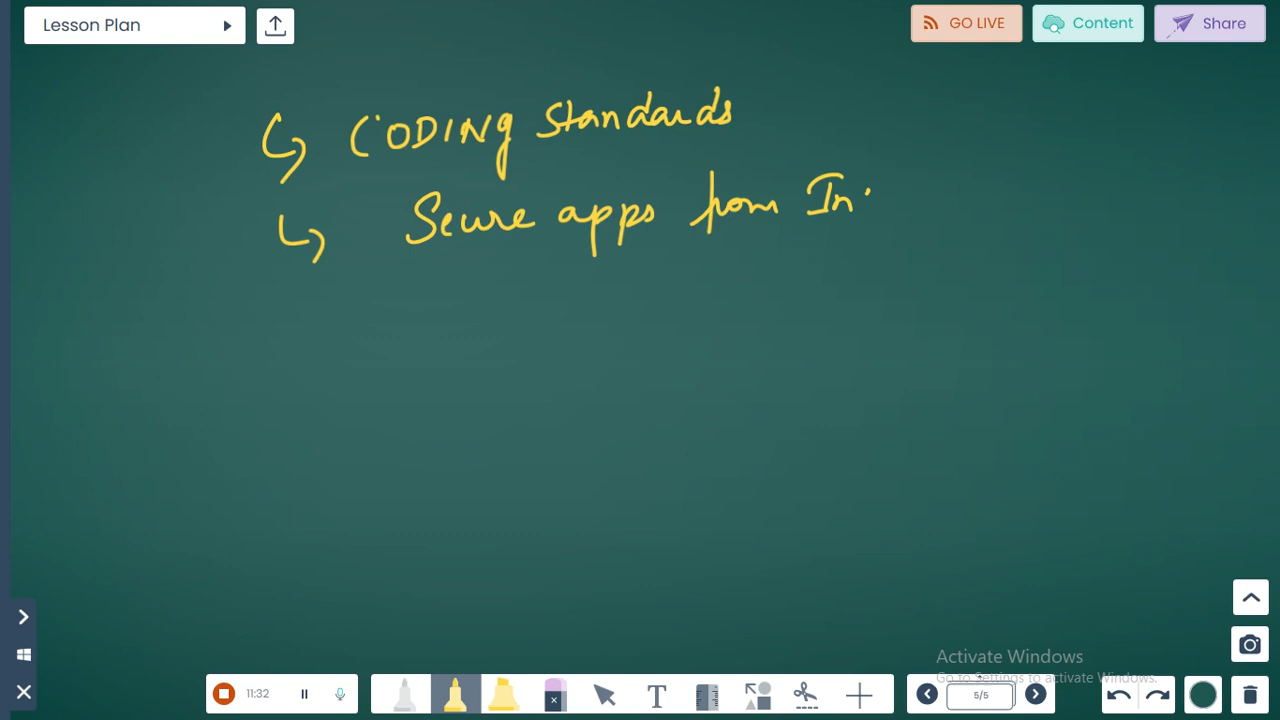 Lesson Plan
GO LIVE
Content
Share
CODING Standards
Secure apps from In
Activate Windows
Go to Settings to activate Windows.
11:32
T
5/5